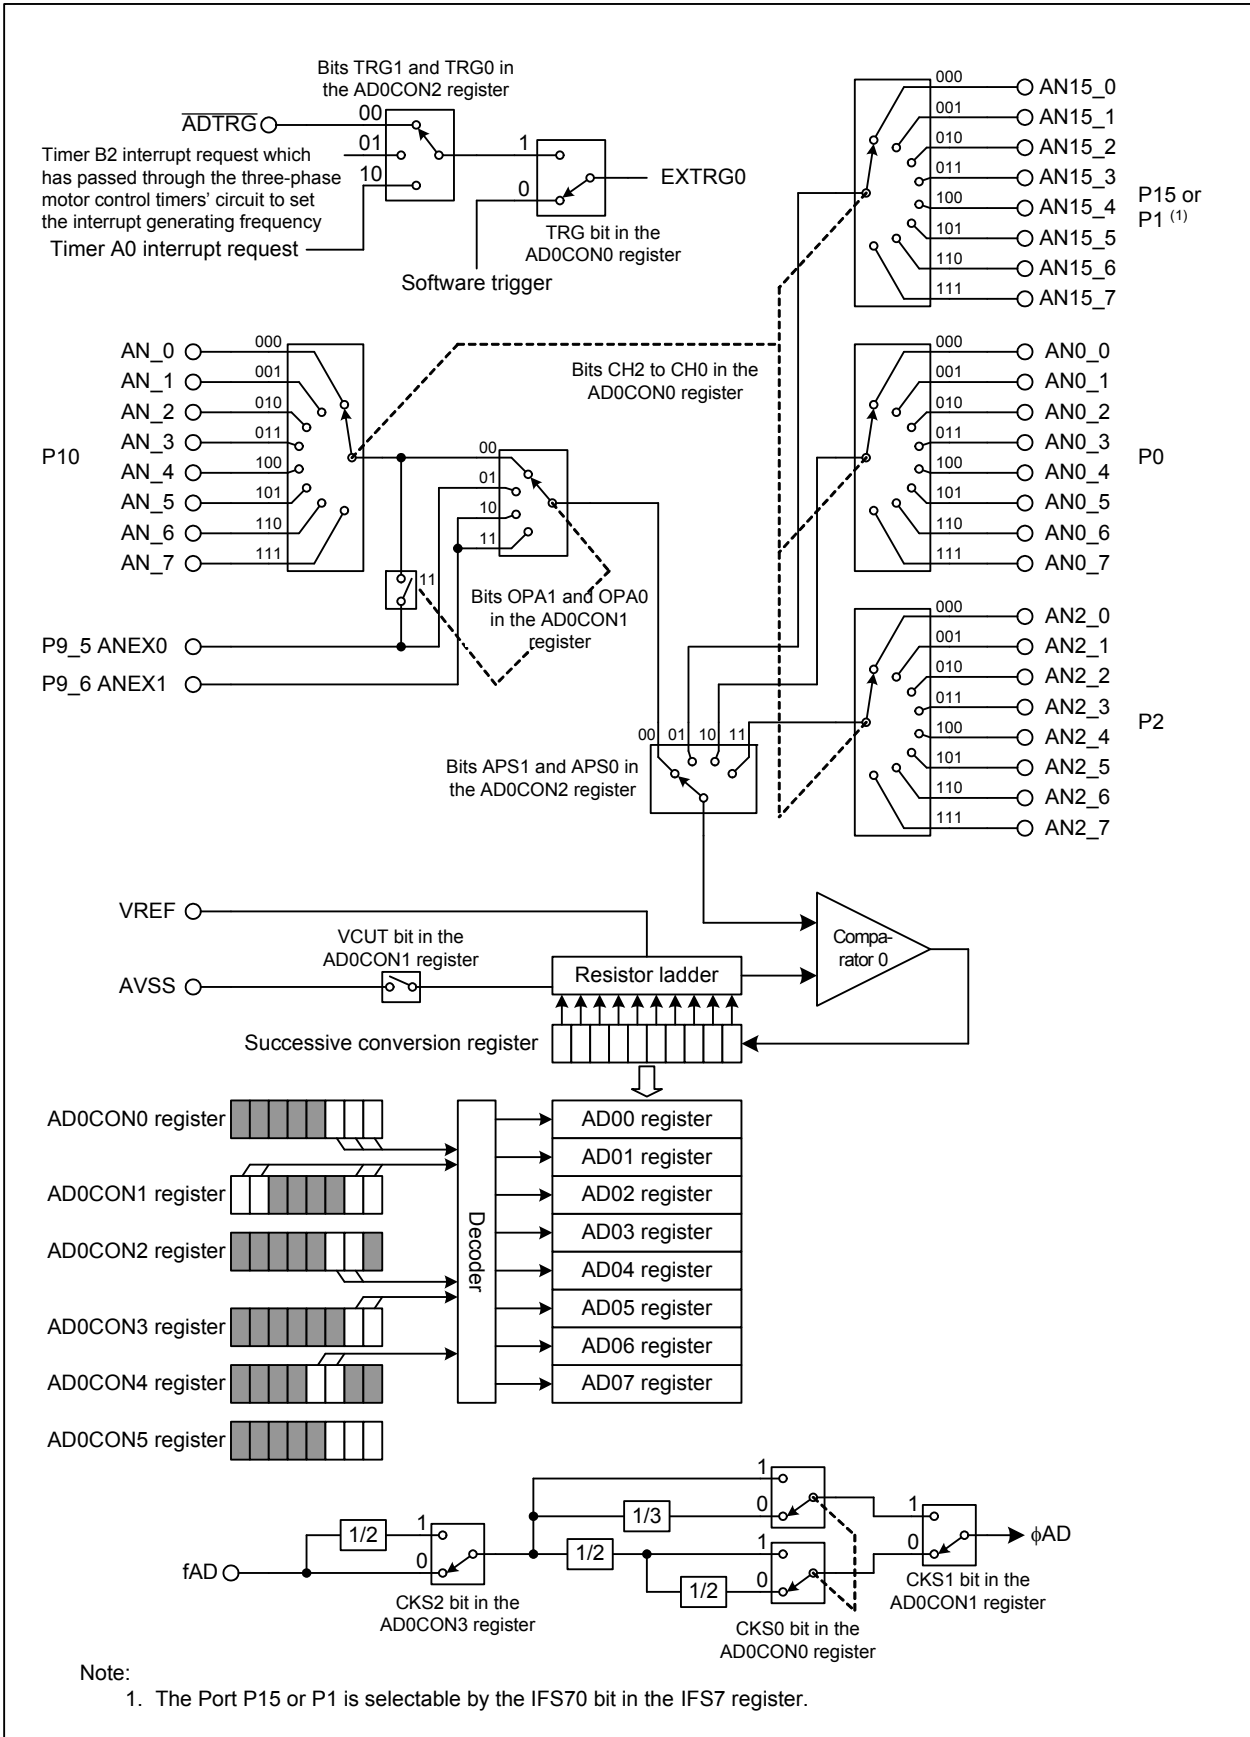 Bits TRG1 and TRG0 in
the AD0CON2 register
ADTRG
00
01
10
Timer B2 interrupt request which
has passed through the three-phase
motor control timers' circuit to set
the interrupt generating frequency
Timer A0 interrupt request
1
0
EXTRG0
TRG bit in the
AD0CON0 register
Software trigger
000
001
010
011
100
101
110
111
AN15_0
AN15_1
AN15_2
AN15_3
AN15_4
AN15_5
AN15_6
AN15_7
P15 or
P1 (1)
P10
AN_0
AN_1
AN_2
AN_3
AN_4
AN_5
AN_6
AN_7
000
001
010
011
100
101
110
111
Bits CH2 to CH0 in the
AD0CON0 register
00
01
10
11
11
Bits OPA1 and OPA0
in the AD0CON1
register
P9_5 ANEX0
P9_6 ANEX1
000
001
010
011
100
101
110
111
AN0_0
AN0_1
AN0_2
AN0_3
AN0_4
AN0_5
AN0_6
AN0_7
P0
000
001
010
011
100
101
110
111
AN2_0
AN2_1
AN2_2
AN2_3
AN2_4
AN2_5
AN2_6
AN2_7
P2
00 01 10 11
Bits APS1 and APS0 in
the AD0CON2 register
VREF
VCUT bit in the
AD0CON1 register
AVSS
Resistor ladder
Compa-
rator 0
Successive conversion register
AD0CON0 register
AD0CON1 register
AD0CON2 register
AD0CON3 register
AD0CON4 register
AD0CON5 register
Decoder
AD00 register
AD01 register
AD02 register
AD03 register
AD04 register
AD05 register
AD06 register
AD07 register
fAD
1/2
1
0
CKS2 bit in the
AD0CON3 register
1/3
1/2
1/2
1
0
1
0
CKS0 bit in the
AD0CON0 register
1
0
CKS1 bit in the
AD0CON1 register
ϕAD
Note:
1. The Port P15 or P1 is selectable by the IFS70 bit in the IFS7 register.